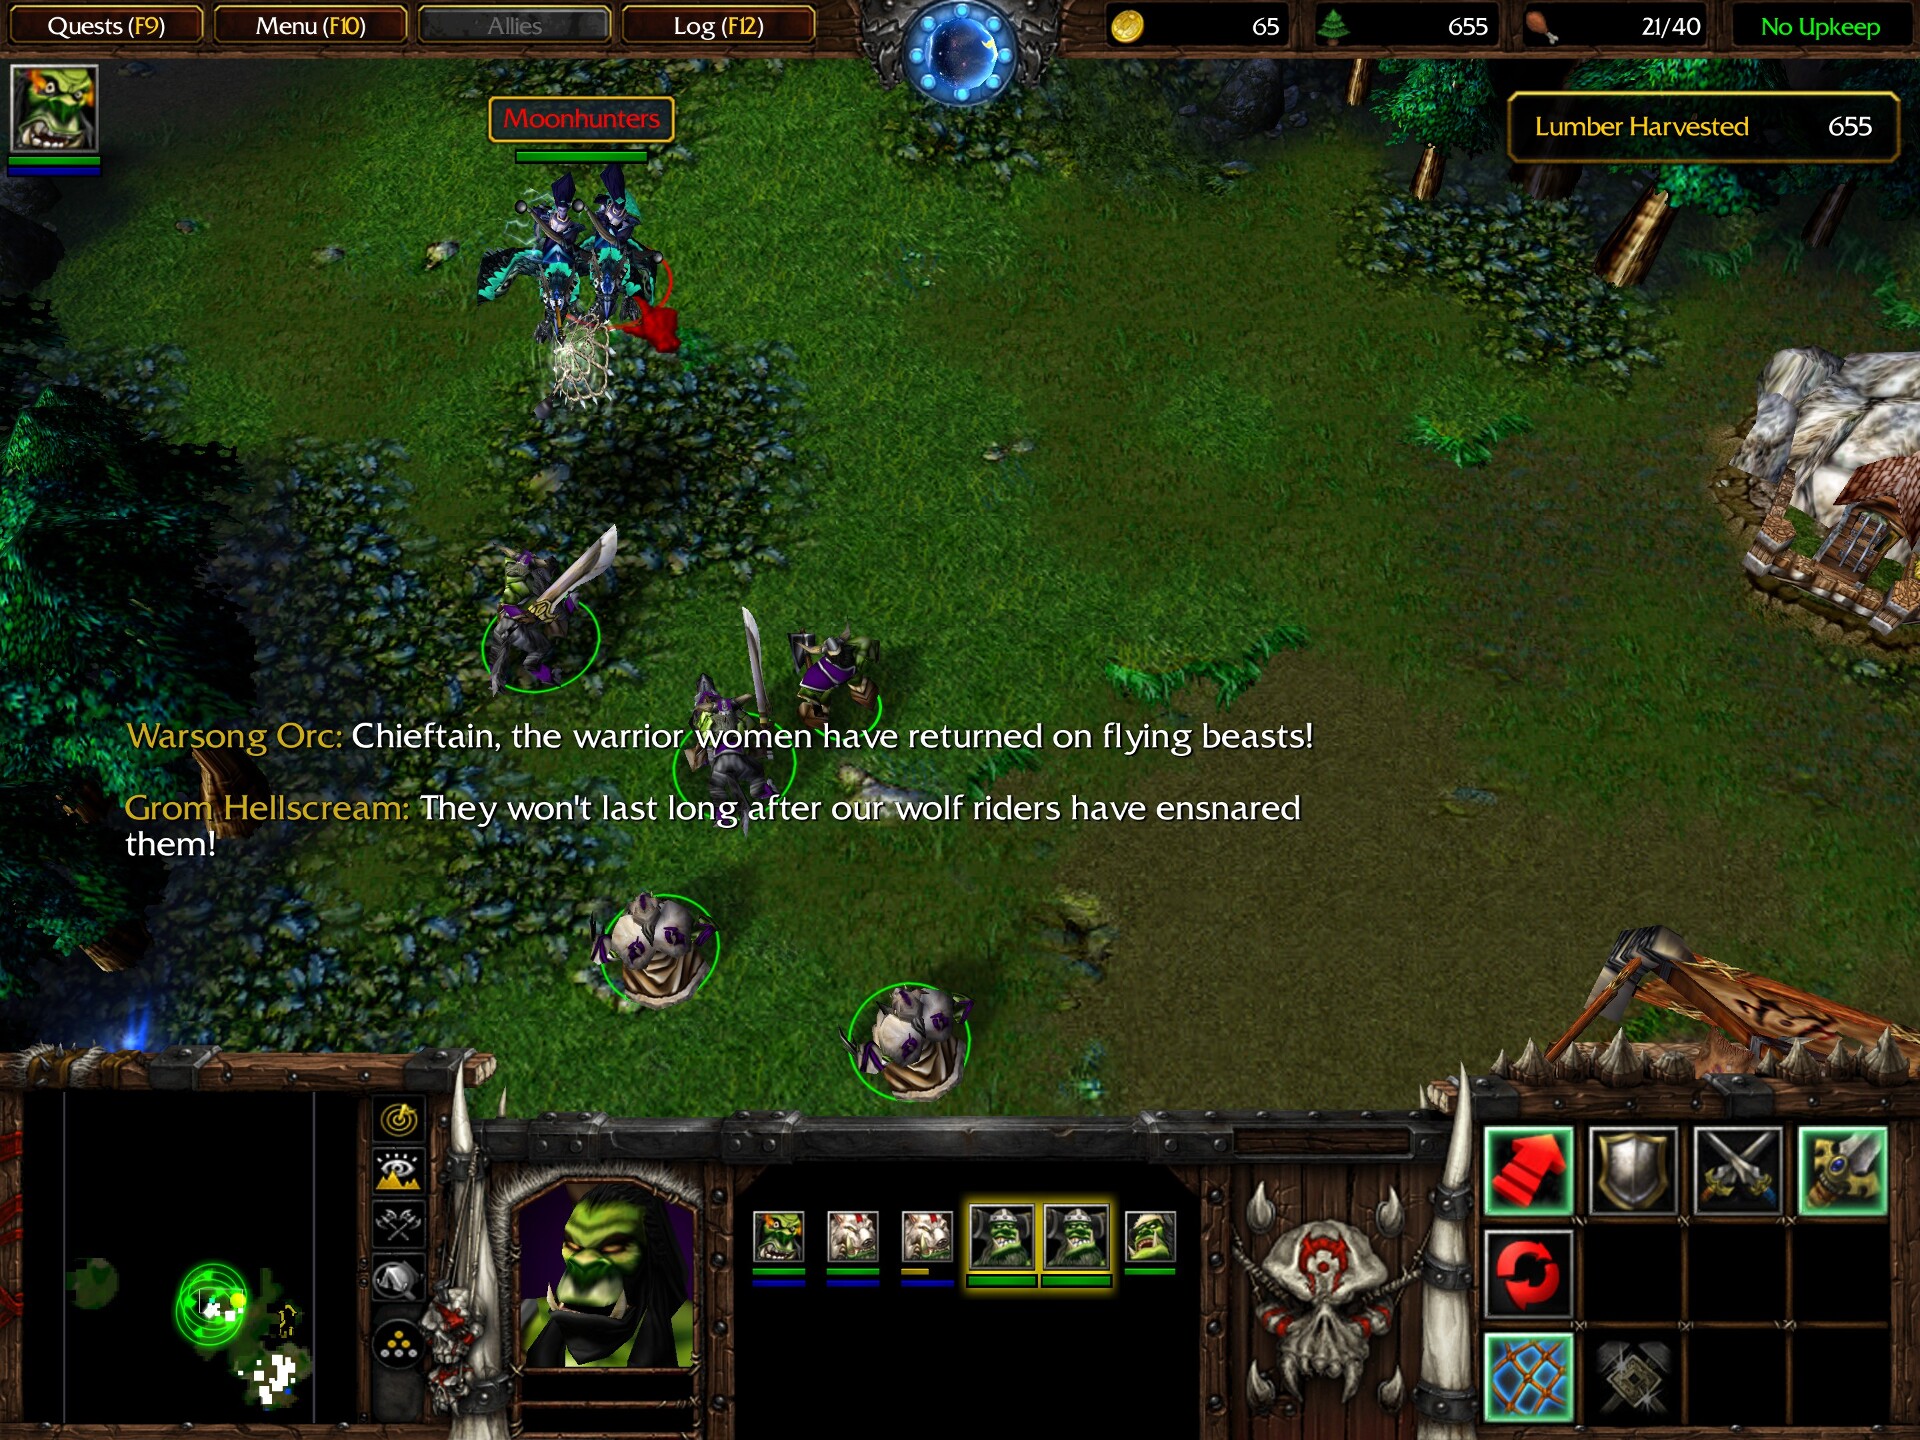 Quests (F9)
Menu (F10)
Allies
Log (F12)
65
655
21/40
No Upkeep
Moonhunters
Lumber Harvested 655
Warsong Orc: Chieftain, the warrior women have returned on flying beasts!
Grom Hellscream: They won't last long after our wolf riders have ensnared
them!